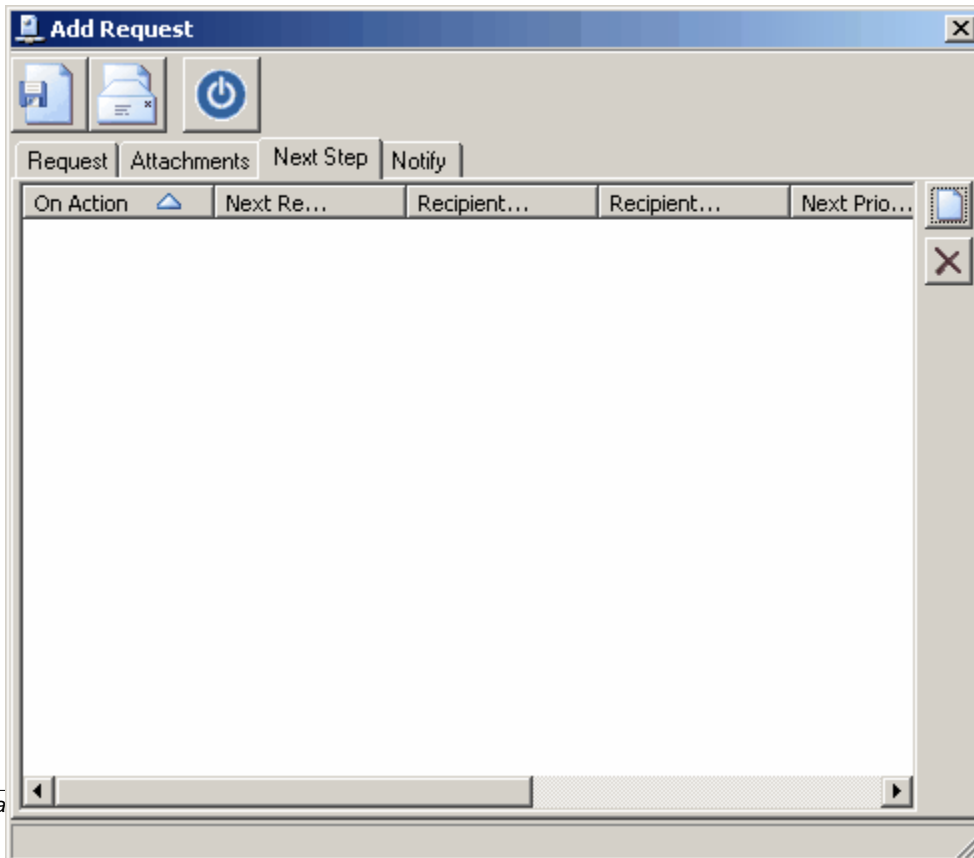 Add Request
Request Attachments Next Step Notify
On Action Next Re... Recipient... Recipient... Next Prio...
a